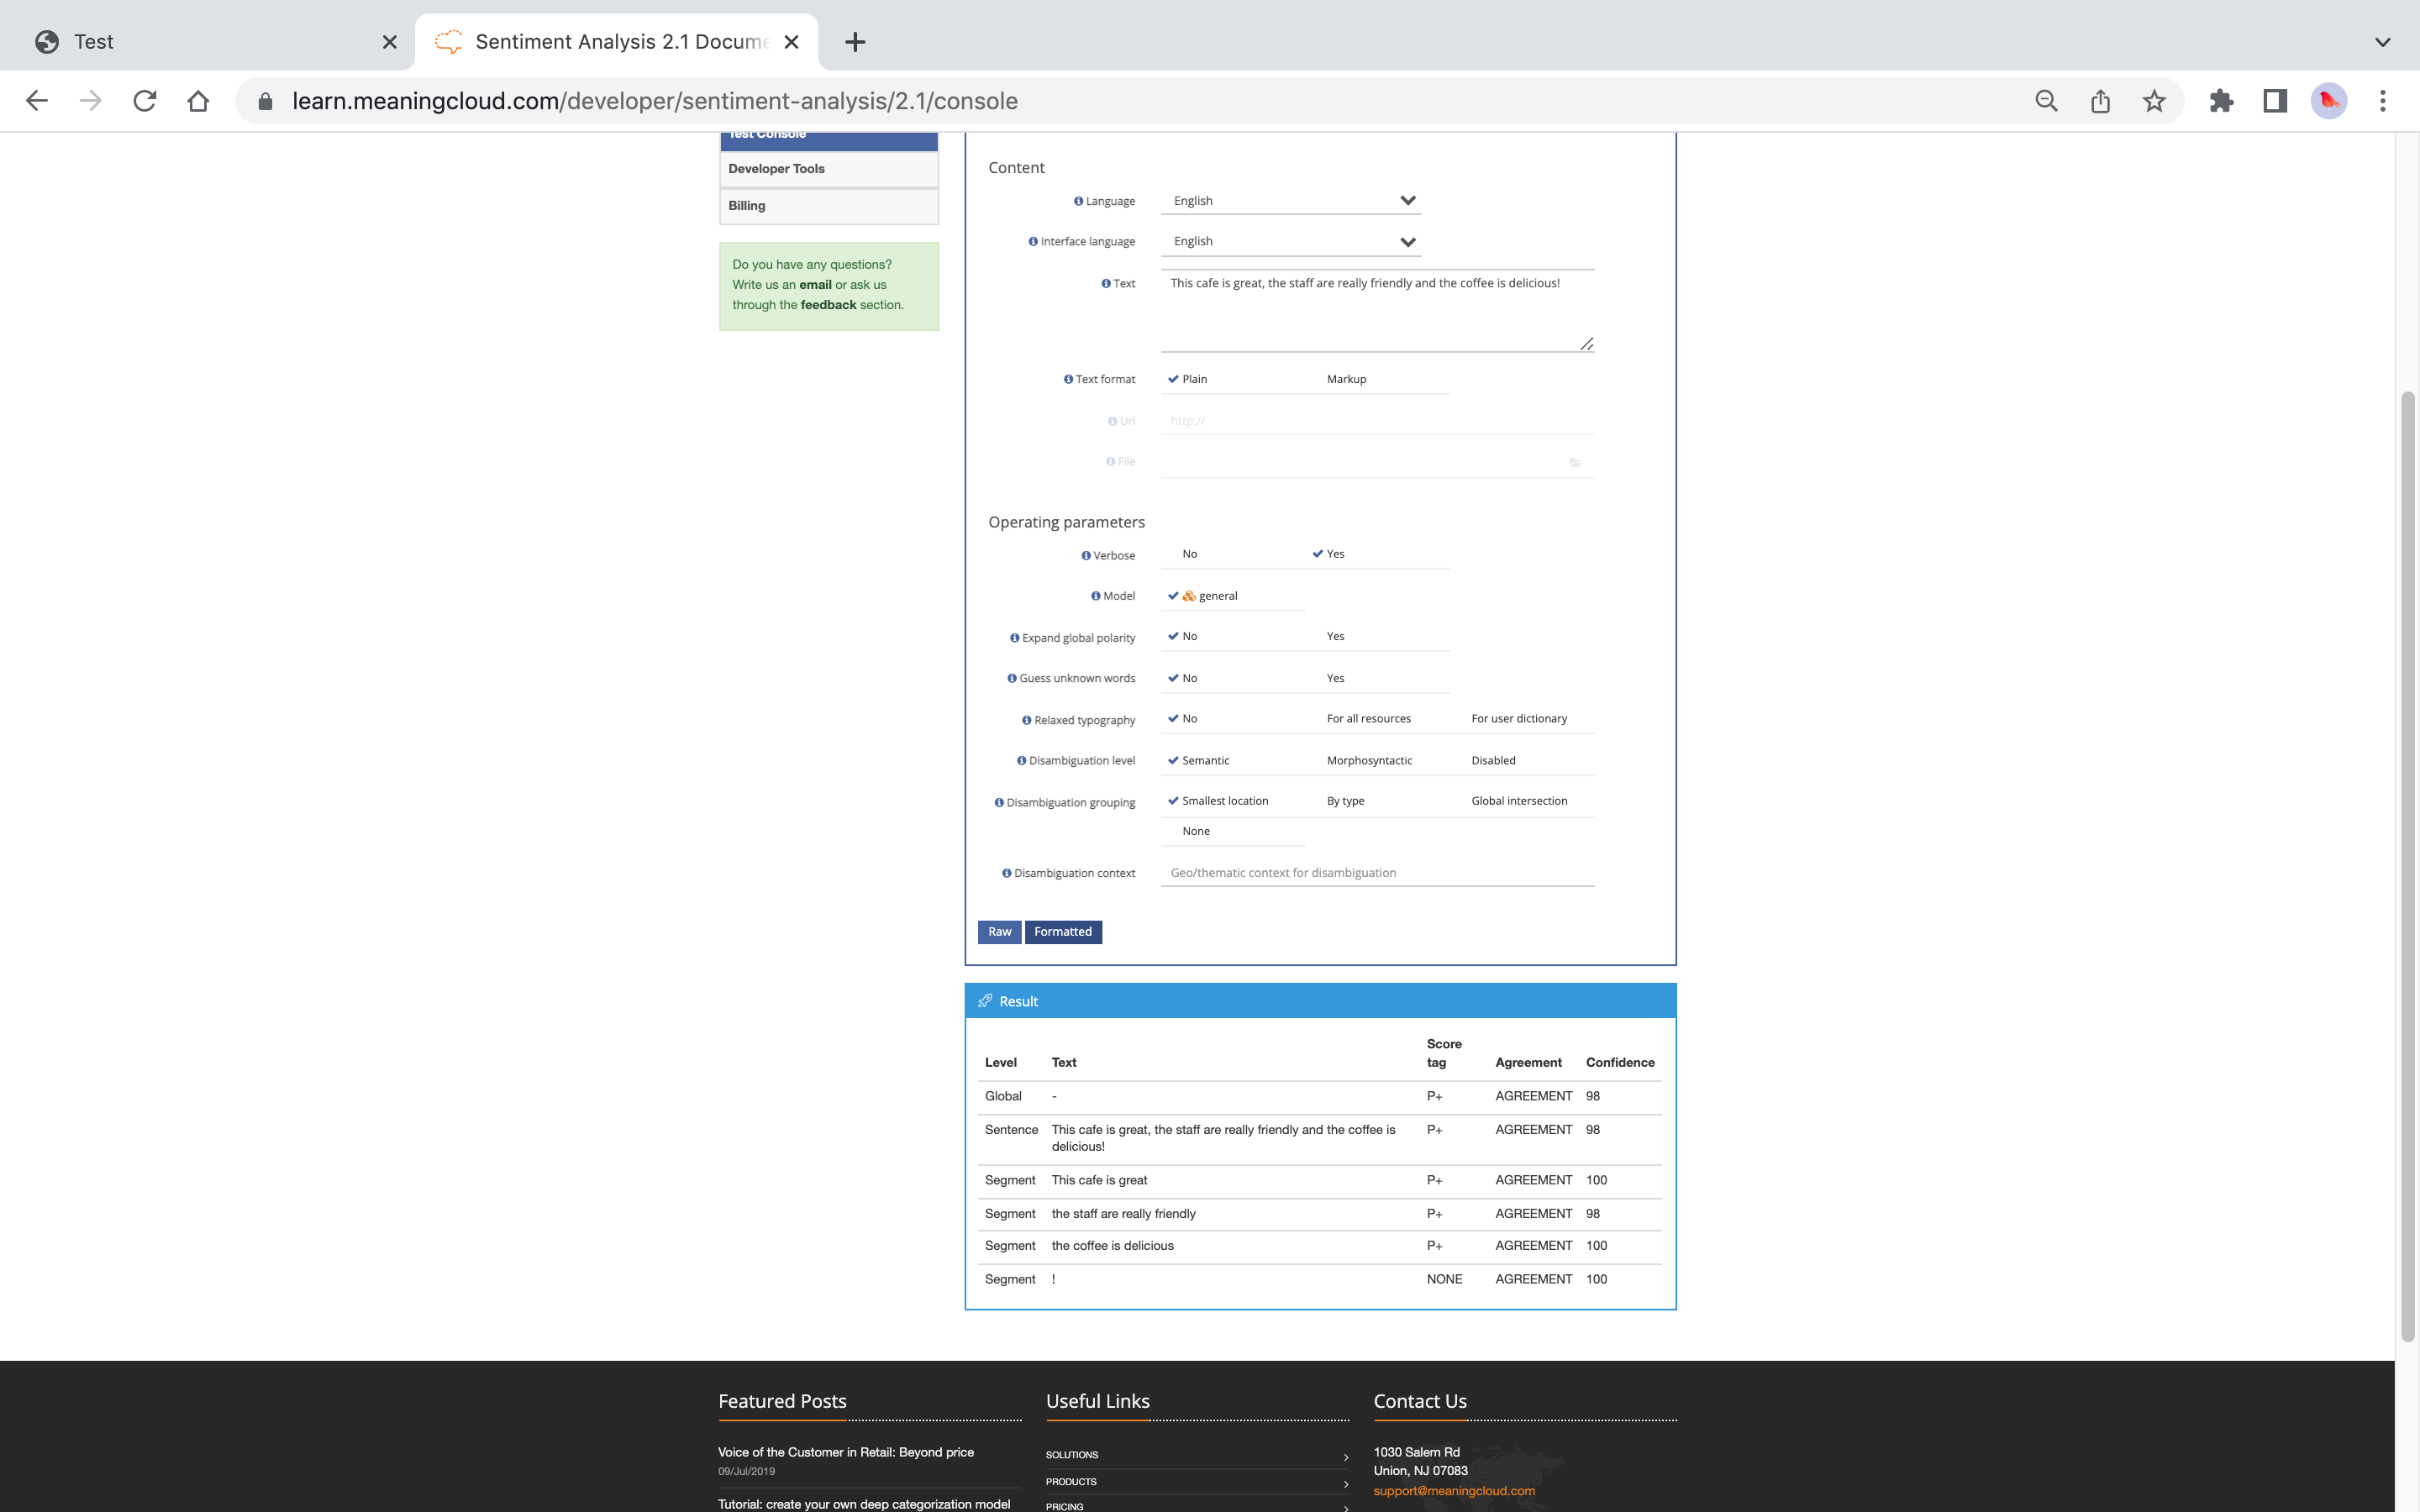 Test
Sentiment Analysis 2.1 Docume
learn.meaningcloud.com/developer/sentiment-analysis/2.1/console
Test Console
Developer Tools
Billing
Do you have any questions?
Write us an email or ask us
through the feedback section.
Content
Language English
Interface language English
Text This cafe is great, the staff are really friendly and the coffee is delicious!
Text format Plain Markup
Url http://
File
Operating parameters
Verbose No Yes
Model general
Expand global polarity No Yes
Guess unknown words No Yes
Relaxed typography No For all resources For user dictionary
Disambiguation level Semantic Morphosyntactic Disabled
Disambiguation grouping Smallest location By type Global intersection
None
Disambiguation context Geo/thematic context for disambiguation
Raw Formatted
Result
Score
Level Text tag Agreement Confidence
Global - P+ AGREEMENT 98
Sentence This cafe is great, the staff are really friendly and the coffee is P+ AGREEMENT 98
delicious!
Segment This cafe is great P+ AGREEMENT 100
Segment the staff are really friendly P+ AGREEMENT 98
Segment the coffee is delicious P+ AGREEMENT 100
Segment ! NONE AGREEMENT 100
Featured Posts
Voice of the Customer in Retail: Beyond price
09/Jul/2019
Tutorial: create your own deep categorization model
Useful Links
SOLUTIONS
PRODUCTS
PRICING
Contact Us
1030 Salem Rd
Union, NJ 07083
support@meaningcloud.com